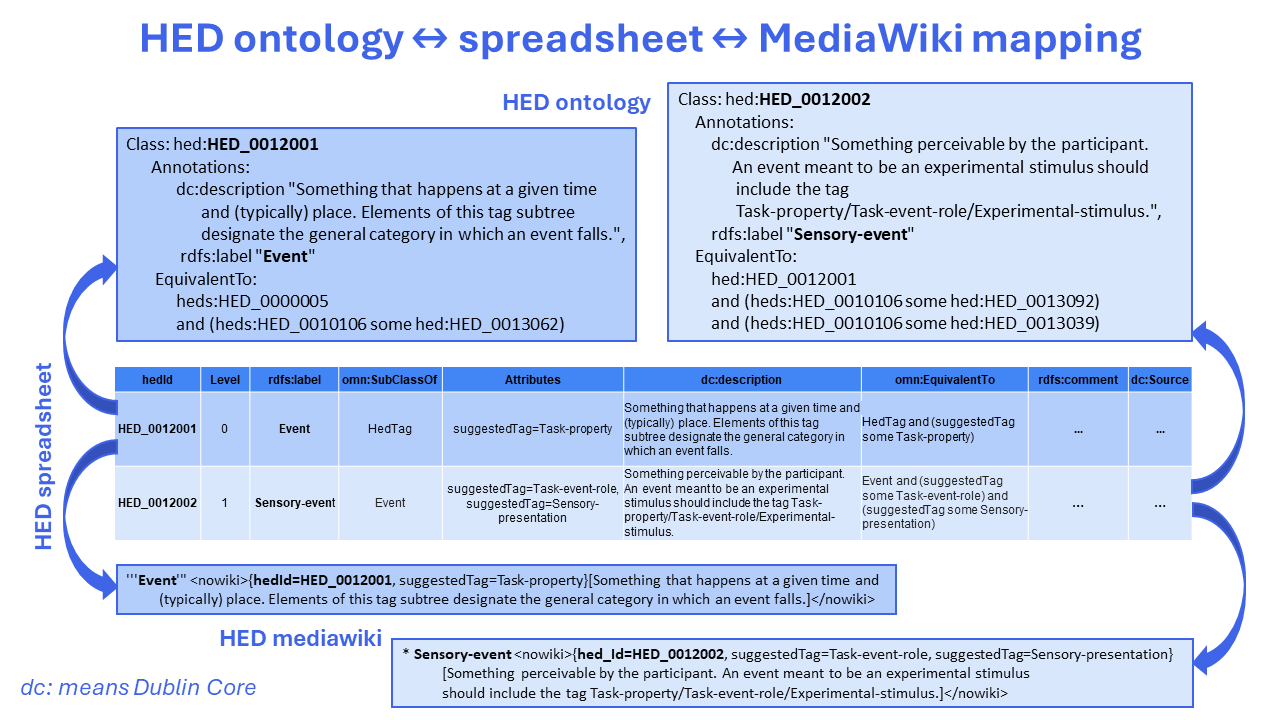 HED ontology ↔ spreadsheet ↔ MediaWiki mapping
HED ontology
Class: hed:HED_0012001
Annotations:
dc:description "Something that happens at a given time
and (typically) place. Elements of this tag subtree
designate the general category in which an event falls.",
rdfs:label "Event"
EquivalentTo:
heds:HED_0000005
and (heds:HED_0010106 some hed:HED_0013062)
Class: hed:HED_0012002
Annotations:
dc:description "Something perceivable by the participant.
An event meant to be an experimental stimulus should
include the tag
Task-property/Task-event-role/Experimental-stimulus.",
rdfs:label "Sensory-event"
EquivalentTo:
hed:HED_0012001
and (heds:HED_0010106 some hed:HED_0013092)
and (heds:HED_0010106 some hed:HED_0013039)
HED spreadsheet
hedId Level rdfs:label omn:SubClassOf Attributes dc:description omn:EquivalentTo rdfs:comment dc:Source
HED_0012001
0
Event
HedTag
suggestedTag=Task-property
Something that happens at a given time and
(typically) place. Elements of this tag
subtree designate the general category in
which an event falls.
HedTag and (suggestedTag
some Task-property)
...
...
HED_0012002
1
Sensory-event
Event
suggestedTag=Task-event-role,
suggestedTag=Sensory-
presentation
Something perceivable by the participant.
An event meant to be an experimental
stimulus should include the tag Task-
property/Task-event-role/Experimental-
stimulus.
Event and (suggestedTag
some Task-event-role) and
(suggestedTag some Sensory-
presentation)
...
...
'''Event''' <nowiki>{hedId=HED_0012001, suggestedTag=Task-property}[Something that happens at a given time and
(typically) place. Elements of this tag subtree designate the general category in which an event falls.]</nowiki>
HED mediawiki
* Sensory-event <nowiki>{hed_Id=HED_0012002, suggestedTag=Task-event-role, suggestedTag=Sensory-presentation}
[Something perceivable by the participant. An event meant to be an experimental stimulus
should include the tag Task-property/Task-event-role/Experimental-stimulus.]</nowiki>
dc: means Dublin Core